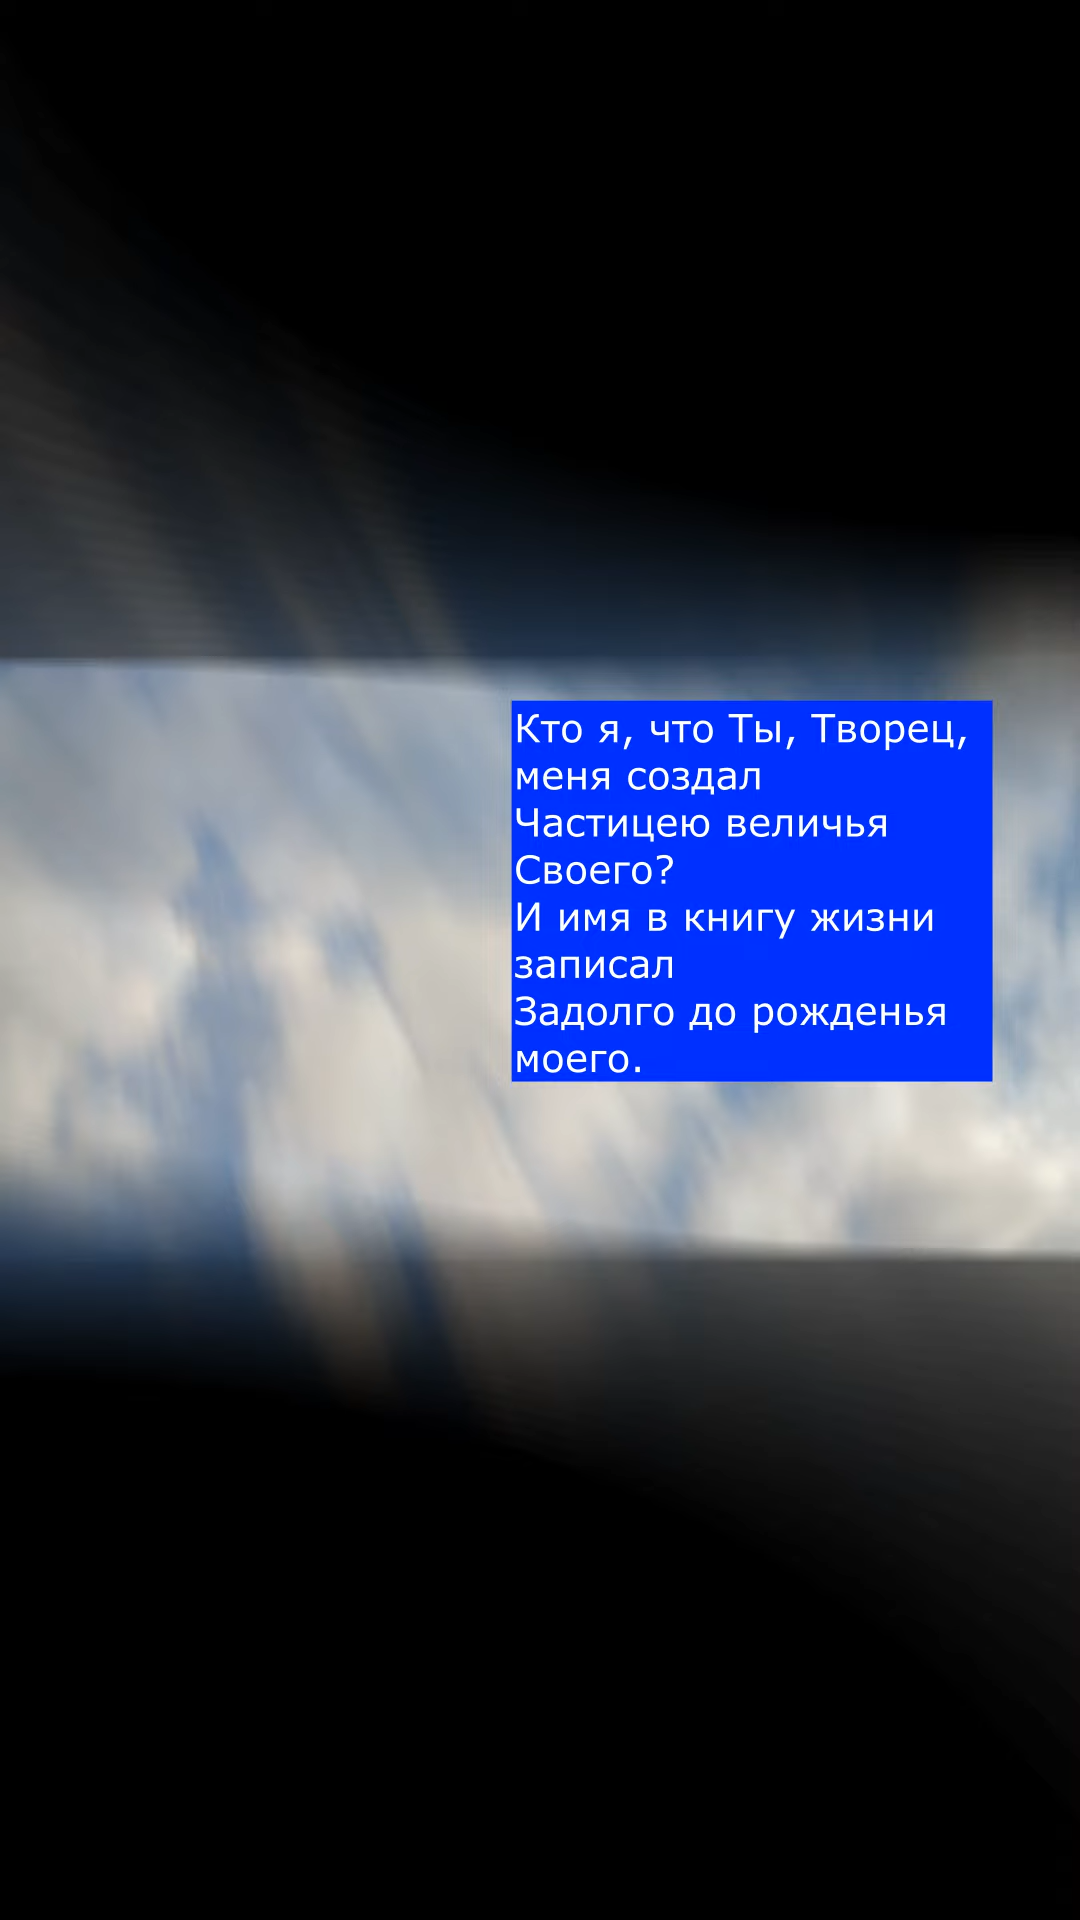 Кто я, что Ты, Творец,
меня создал
Частицею величья
Своего?
И имя в книгу жизни
записал
Задолго до рожденья
моего.